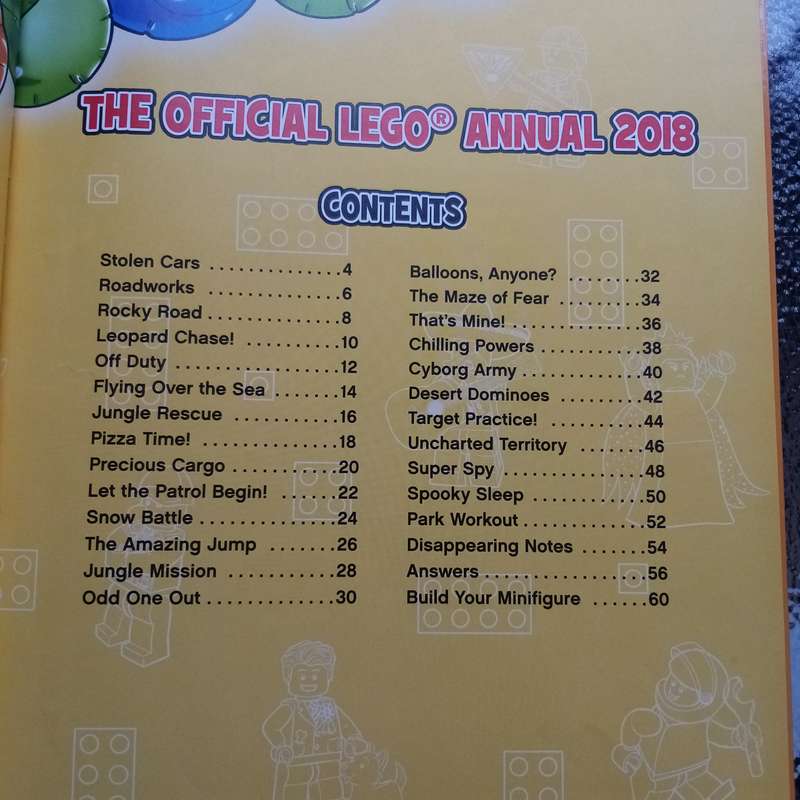 THE OFFICIAL LEGO® ANNUAL 2018
CONTENTS
Stolen Cars ..............4
Roadworks ............6
Rocky Road ............8
Leopard Chase! ..........10
Off Duty ...............12
Flying Over the Sea .......14
Jungle Rescue ...........16
Pizza Time! ..............18
Precious Cargo ...........20
Let the Patrol Begin! ......22
Snow Battle ..............24
The Amazing Jump .......26
Jungle Mission ...........28
Odd One Out .............30
Balloons, Anyone? ........32
The Maze of Fear .........34
That's Mine! .............36
Chilling Powers ..........38
Cyborg Army ............40
Desert Dominoes .........42
Target Practice! ..........44
Uncharted Territory .......46
Super Spy ..............48
Spooky Sleep ...........50
Park Workout ............52
Disappearing Notes .......54
Answers ................56
Build Your Minifigure ......60